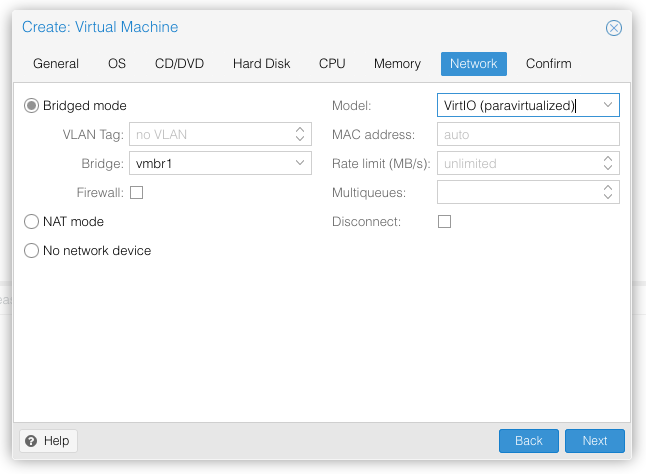 Create: Virtual Machine
General OS CD/DVD Hard Disk CPU Memory Network Confirm
Bridged mode
VLAN Tag: no VLAN
Bridge: vmbr1
Firewall:
NAT mode
No network device
Model: VirtIO (paravirtualized)
MAC address: auto
Rate limit (MB/s): unlimited
Multiqueues:
Disconnect:
Help Back Next